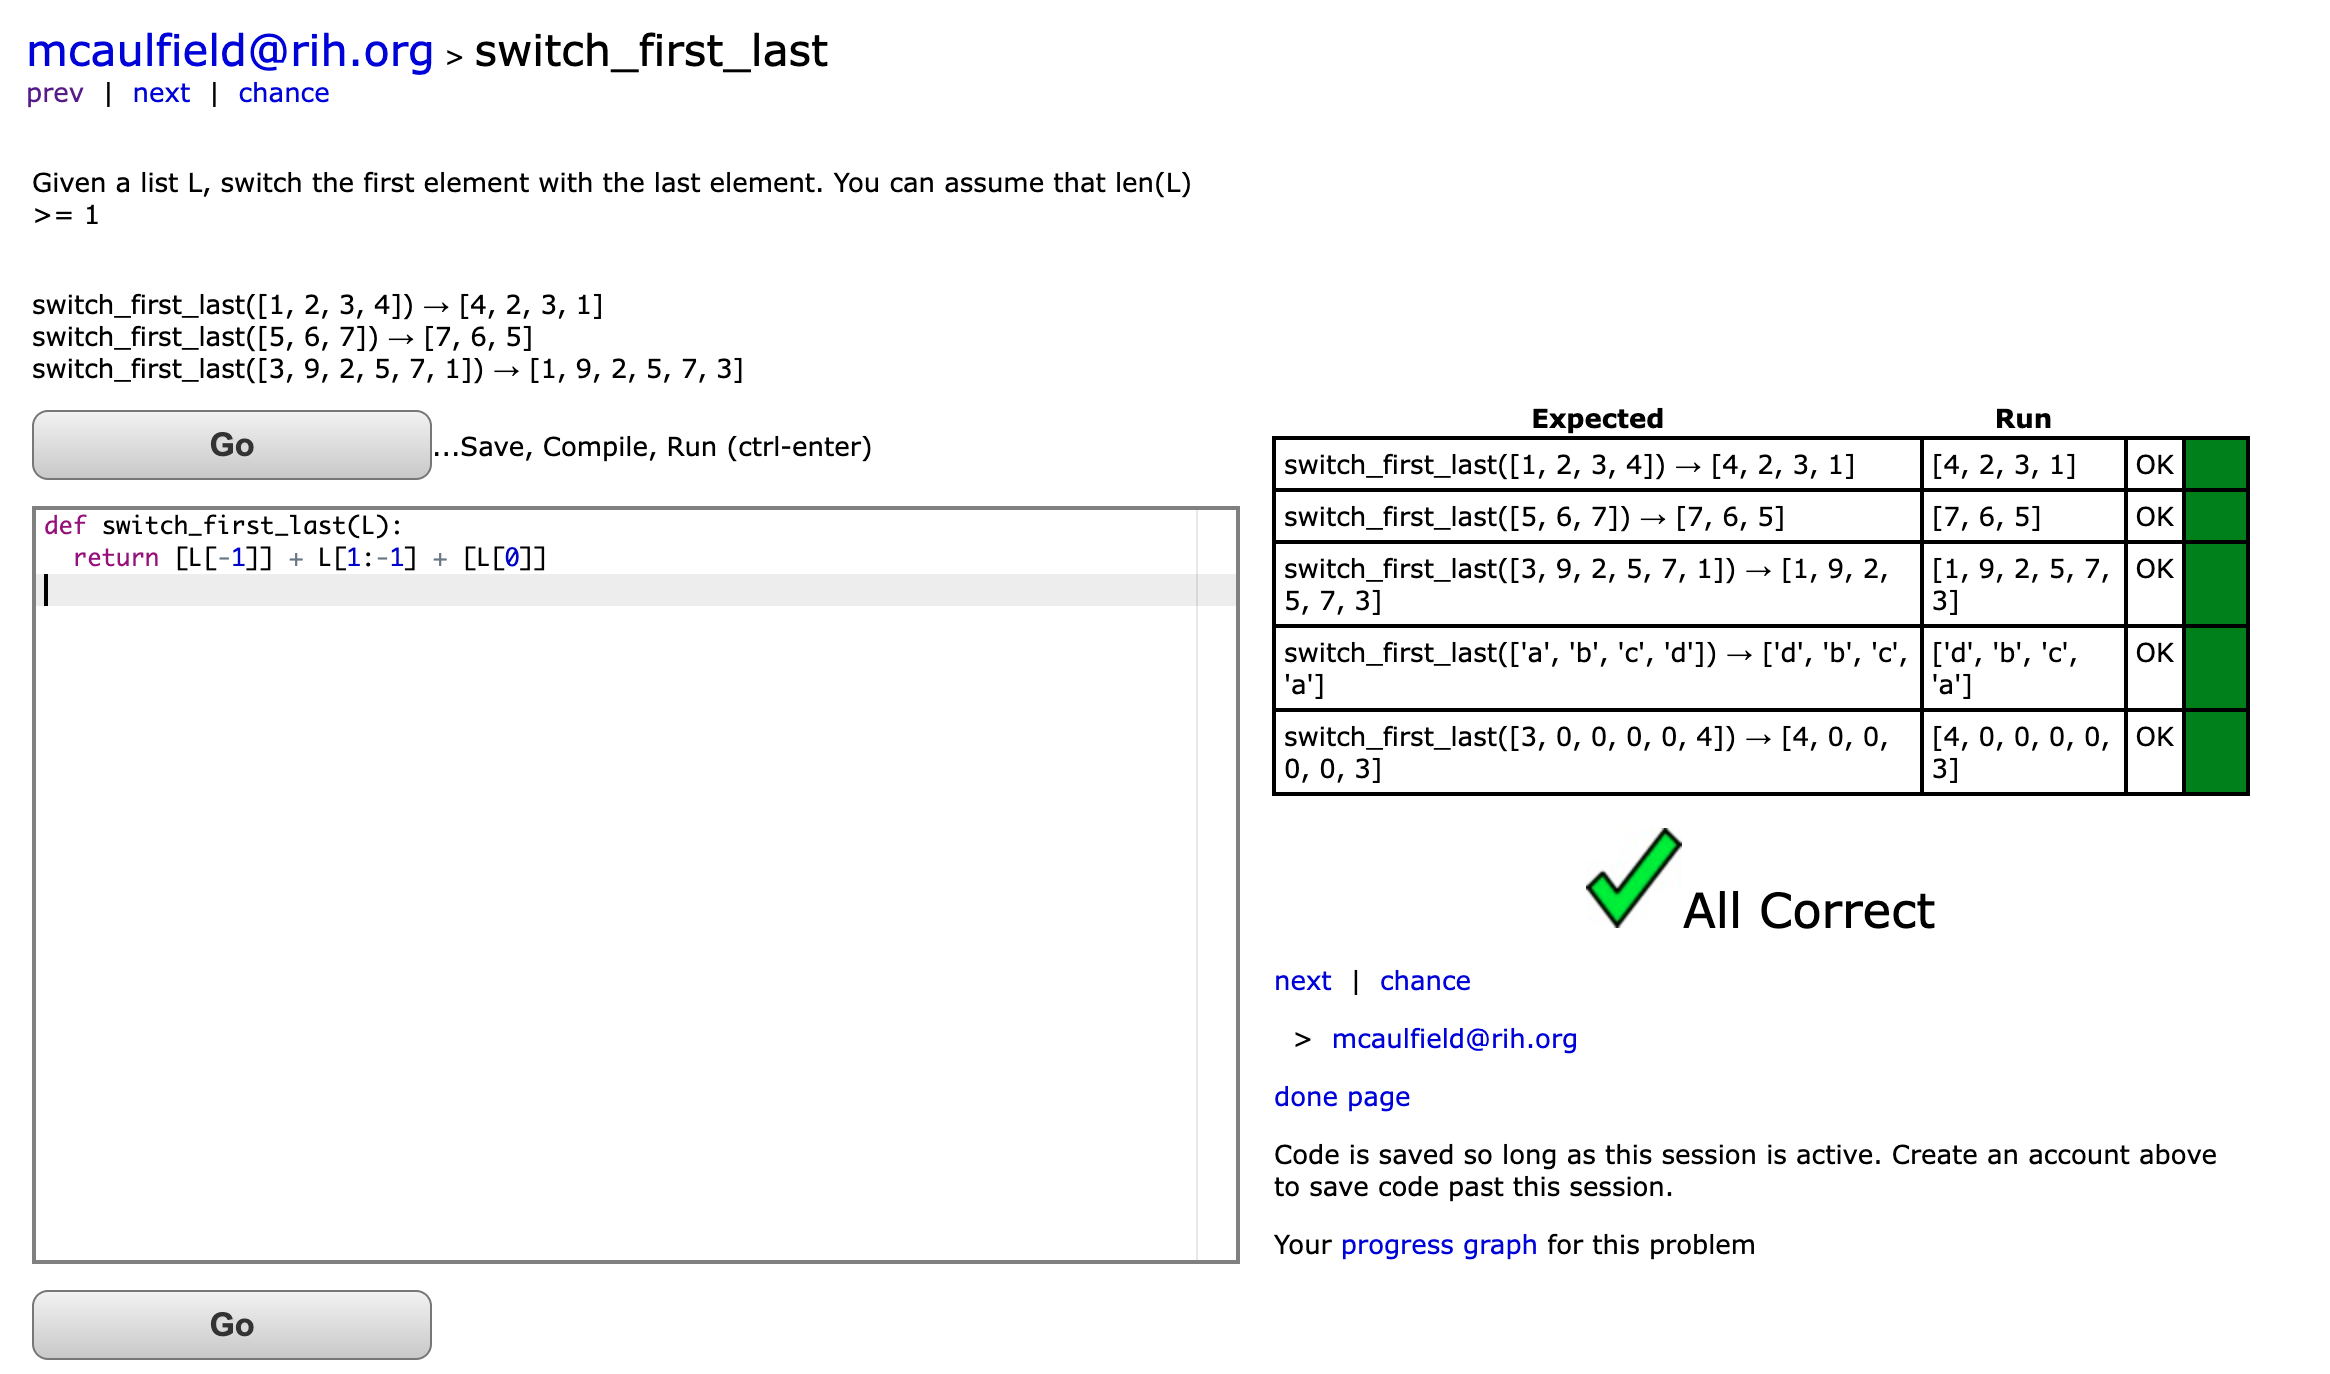 mcaulfield@rih.org > switch_first_last
prev | next | chance
Given a list L, switch the first element with the last element. You can assume that len(L)
>= 1
switch_first_last([1, 2, 3, 4]) → [4, 2, 3, 1]
switch_first_last([5, 6, 7]) → [7, 6, 5]
switch_first_last([3, 9, 2, 5, 7, 1]) → [1, 9, 2, 5, 7, 3]
Go ...Save, Compile, Run (ctrl-enter)
def switch_first_last(L):
  return [L[-1]] + L[1:-1] + [L[0]]
Go
Expected Run
switch_first_last([1, 2, 3, 4]) → [4, 2, 3, 1] [4, 2, 3, 1] OK
switch_first_last([5, 6, 7]) → [7, 6, 5] [7, 6, 5] OK
switch_first_last([3, 9, 2, 5, 7, 1]) → [1, 9, 2, [1, 9, 2, 5, 7, OK
5, 7, 3] 3]
switch_first_last(['a', 'b', 'c', 'd']) → ['d', 'b', 'c', ['d', 'b', 'c', OK
'a'] 'a']
switch_first_last([3, 0, 0, 0, 0, 4]) → [4, 0, 0, [4, 0, 0, 0, 0, OK
0, 0, 3] 3]
All Correct
next | chance
> mcaulfield@rih.org
done page
Code is saved so long as this session is active. Create an account above
to save code past this session.
Your progress graph for this problem